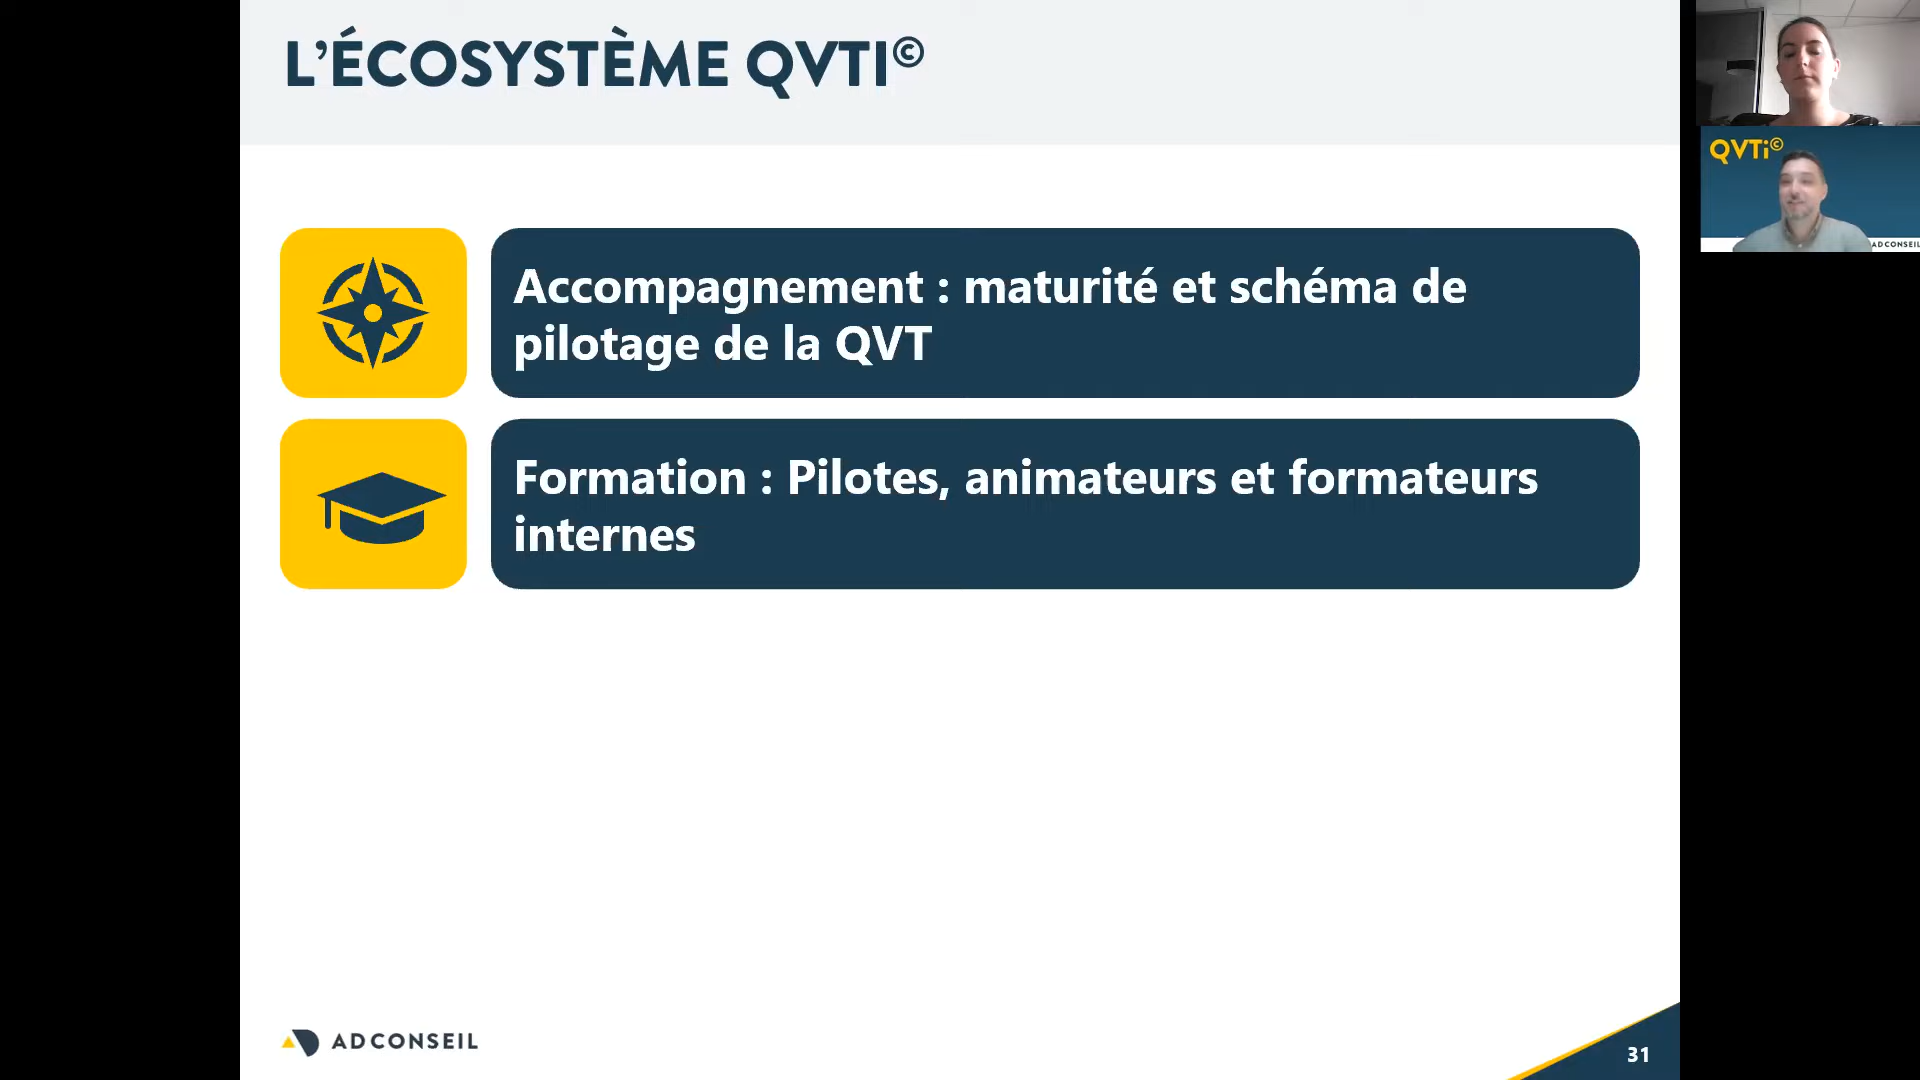 L’ÉCOSYSTÈME QVTI©
Accompagnement : maturité et schéma de
pilotage de la QVT
Formation : Pilotes, animateurs et formateurs
internes
ADCONSEIL
31
QVTi©
ADCONSEIL